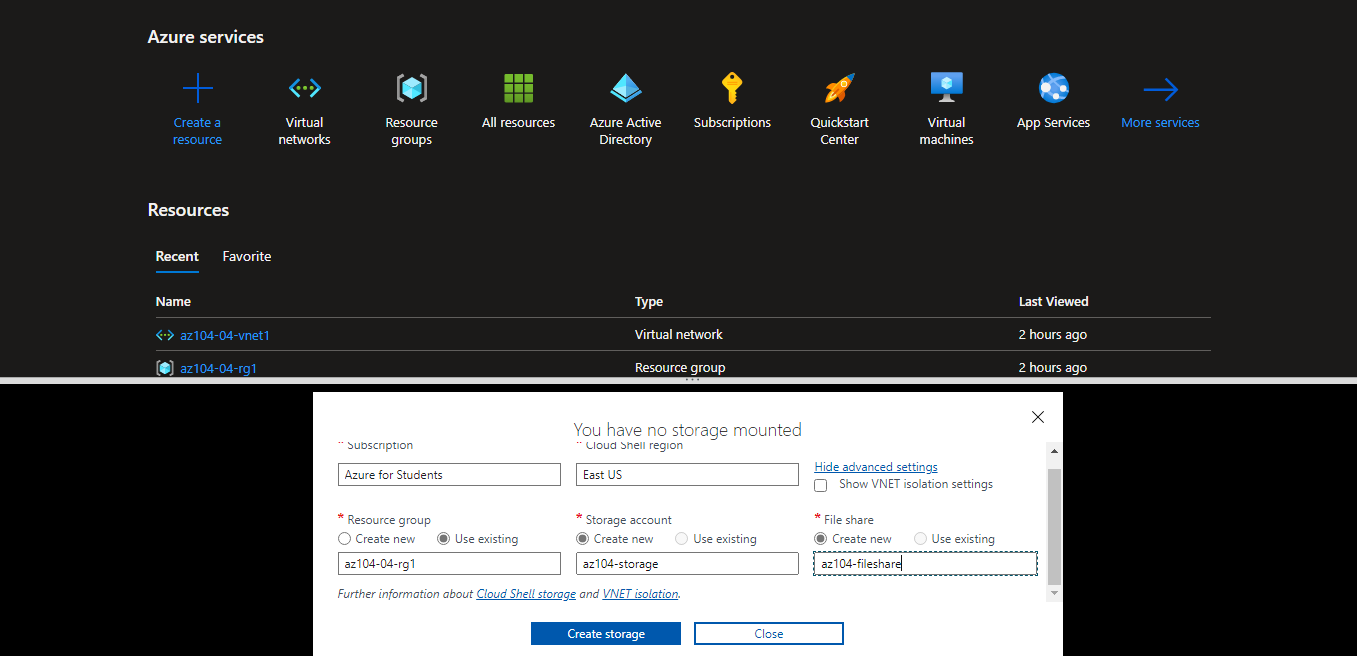 Azure services
Create a resource
Virtual networks
Resource groups
All resources
Azure Active Directory
Subscriptions
Quickstart Center
Virtual machines
App Services
More services
Resources
Recent Favorite
Name Type Last Viewed
az104-04-vnet1 Virtual network 2 hours ago
az104-04-rg1 Resource group 2 hours ago
You have no storage mounted
* Subscription * Cloud Shell region
Azure for Students East US Hide advanced settings
Show VNET isolation settings
* Resource group * Storage account * File share
Create new Use existing Create new Use existing Create new Use existing
az104-04-rg1 az104-storage az104-fileshare
Further information about Cloud Shell storage and VNET isolation.
Create storage Close